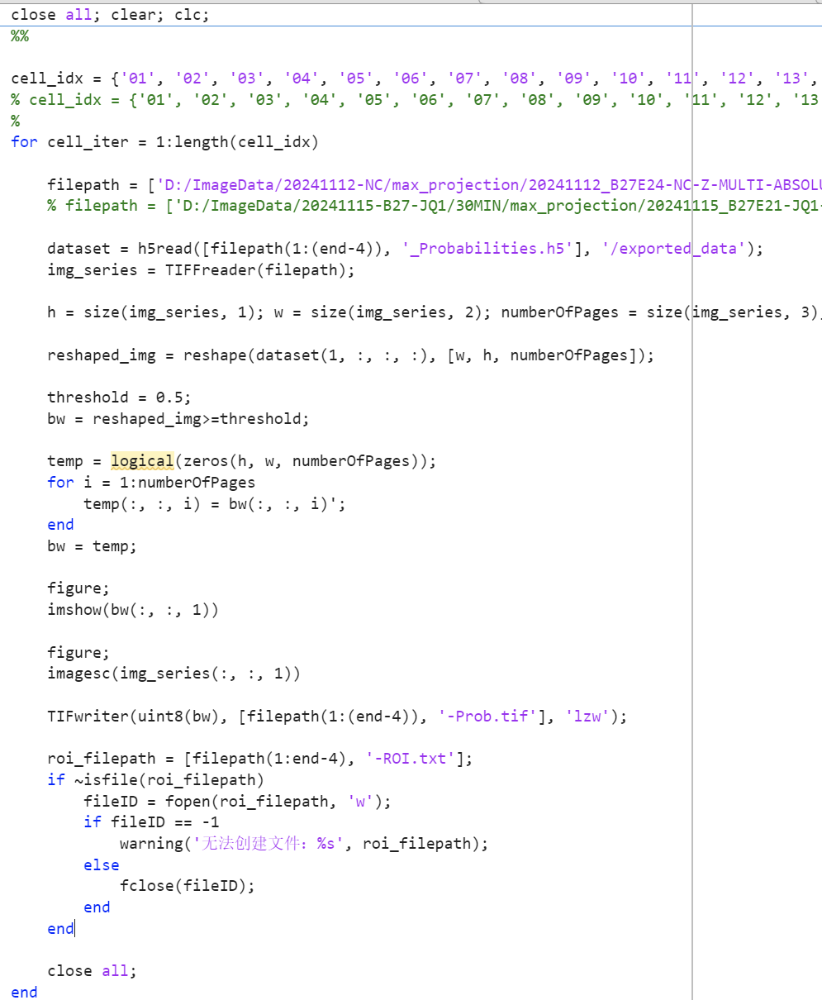 close all; clear; clc;
%%
cell_idx = {'01', '02', '03', '04', '05', '06', '07', '08', '09', '10', '11', '12', '13',
% cell_idx = {'01', '02', '03', '04', '05', '06', '07', '08', '09', '10', '11', '12', '13
%
for cell_iter = 1:length(cell_idx)
filepath = ['D:/ImageData/20241112-NC/max_projection/20241112_B27E24-NC-Z-MULTI-ABSOLU
% filepath = ['D:/ImageData/20241115-B27-JQ1/30MIN/max_projection/20241115_B27E21-JQ1-
dataset = h5read([filepath(1:(end-4)), '_Probabilities.h5'], '/exported_data');
img_series = TIFFreader(filepath);
h = size(img_series, 1); w = size(img_series, 2); numberOfPages = size(img_series, 3);
reshaped_img = reshape(dataset(1, :, :, :), [w, h, numberOfPages]);
threshold = 0.5;
bw = reshaped_img>=threshold;
temp = logical(zeros(h, w, numberOfPages));
for i = 1:numberOfPages
temp(:, :, i) = bw(:, :, i)';
end
bw = temp;
figure;
imshow(bw(:, :, 1))
figure;
imagesc(img_series(:, :, 1))
TIFwriter(uint8(bw), [filepath(1:(end-4)), '-Prob.tif'], 'lzw');
roi_filepath = [filepath(1:end-4), '-ROI.txt'];
if ~isfile(roi_filepath)
fileID = fopen(roi_filepath, 'w');
if fileID == -1
warning('无法创建文件: %s', roi_filepath);
else
fclose(fileID);
end
end
close all;
end